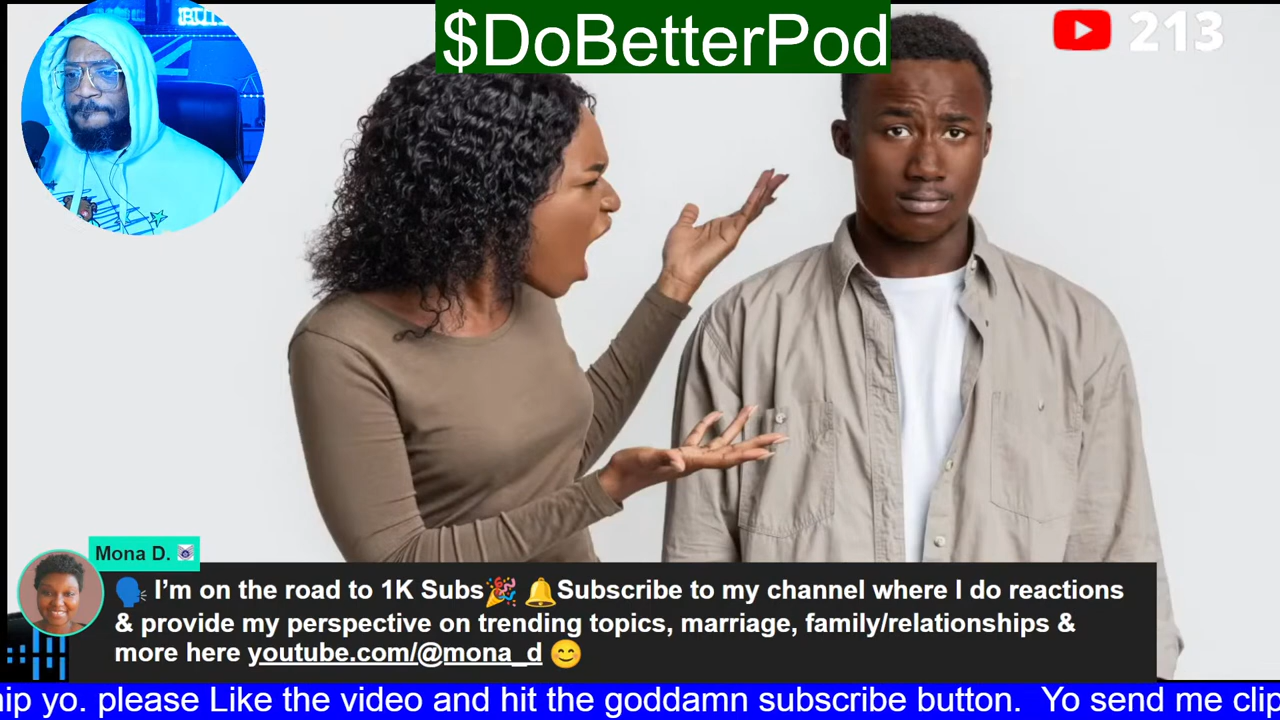 $DoBetterPod
213
Mona D.
🗣️ I’m on the road to 1K Subs🎉 🔔Subscribe to my channel where I do reactions
& provide my perspective on trending topics, marriage, family/relationships &
more here youtube.com/@mona_d 😊
ip yo. please Like the video and hit the goddamn subscribe button. Yo send me clip